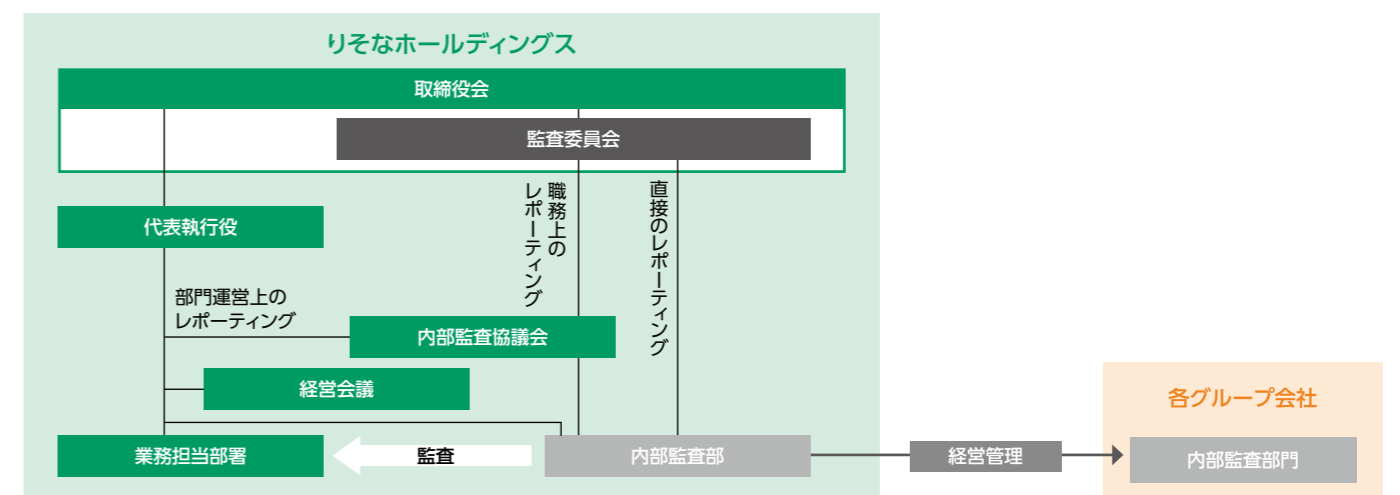 りそなホールディングス
取締役会
監査委員会
職務上の
レポーティング
直接のレポーティング
代表執行役
部門運営上の
レポーティング
内部監査協議会
経営会議
各グループ会社
業務担当部署
監査
内部監査部
経営管理
内部監査部門